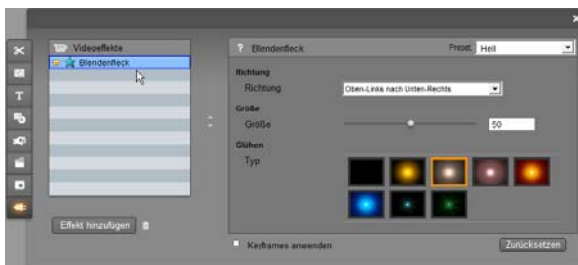 Videoeffekte
Blendenfleck
Effekt hinzufügen
? Blendenfleck Preset: Hell
Richtung
Richtung Oben-Links nach Unten-Rechts
Größe
Größe 50
Glühen
Typ
Keyframes anwenden Zurücksetzen